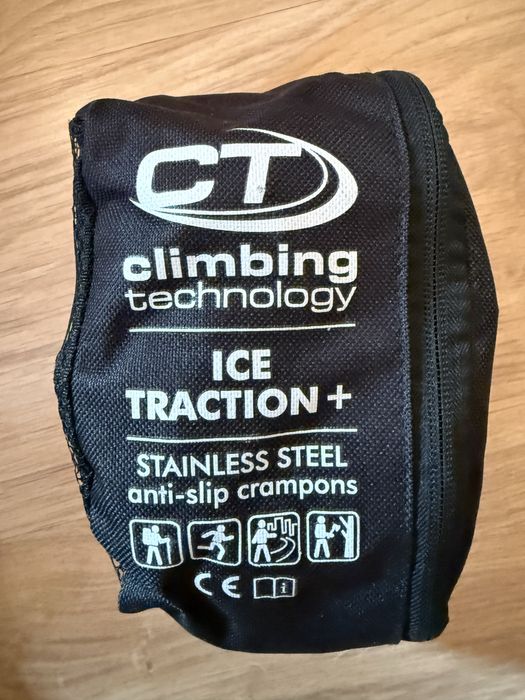 CT
climbing
technology
ICE
TRACTION +
STAINLESS STEEL
anti-slip crampons
CE i